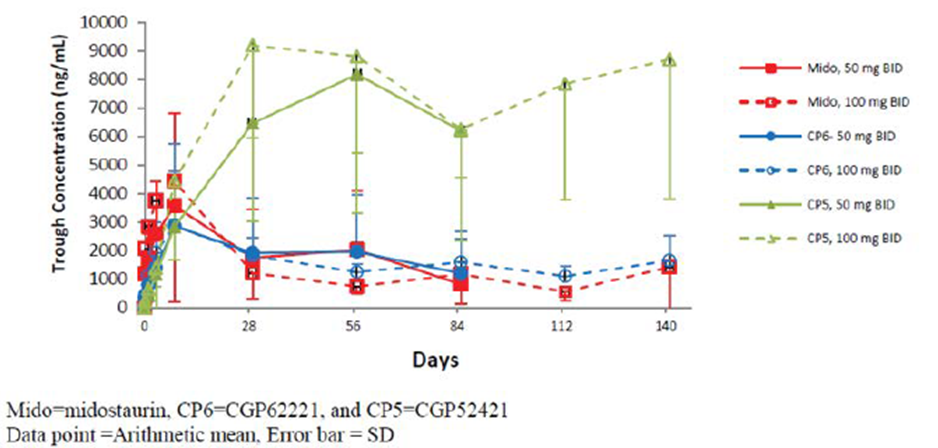 10000
9000
8000
7000
6000
5000
4000
3000
2000
1000
0
Trough Concentration (ng/mL)
0 28 56 84 112 140
Days
Mido, 50 mg BID
Mido, 100 mg BID
CP6- 50 mg BID
CP6, 100 mg BID
CP5, 50 mg BID
CP5, 100 mg BID
Mido=midostaurin, CP6=CGP62221, and CP5=CGP52421
Data point =Arithmetic mean, Error bar = SD